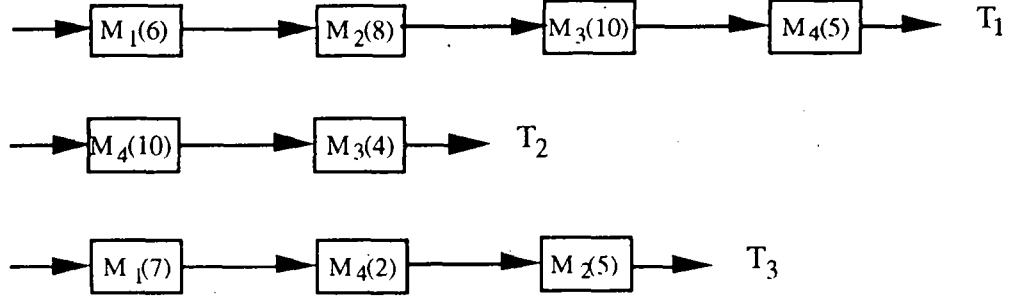 M1(6) M2(8) M3(10) M4(5) T1
M4(10) M3(4) T2
M1(7) M4(2) M2(5) T3